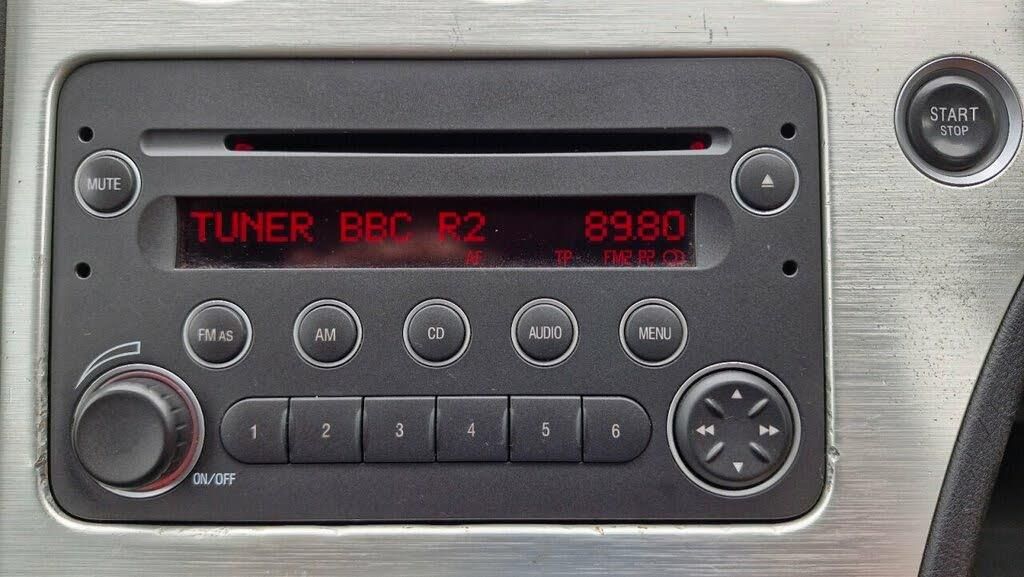 START
STOP
MUTE
TUNER BBC R2 89.80
AF TP FM2 P2
FM AS AM CD AUDIO MENU
1 2 3 4 5 6
ON/OFF